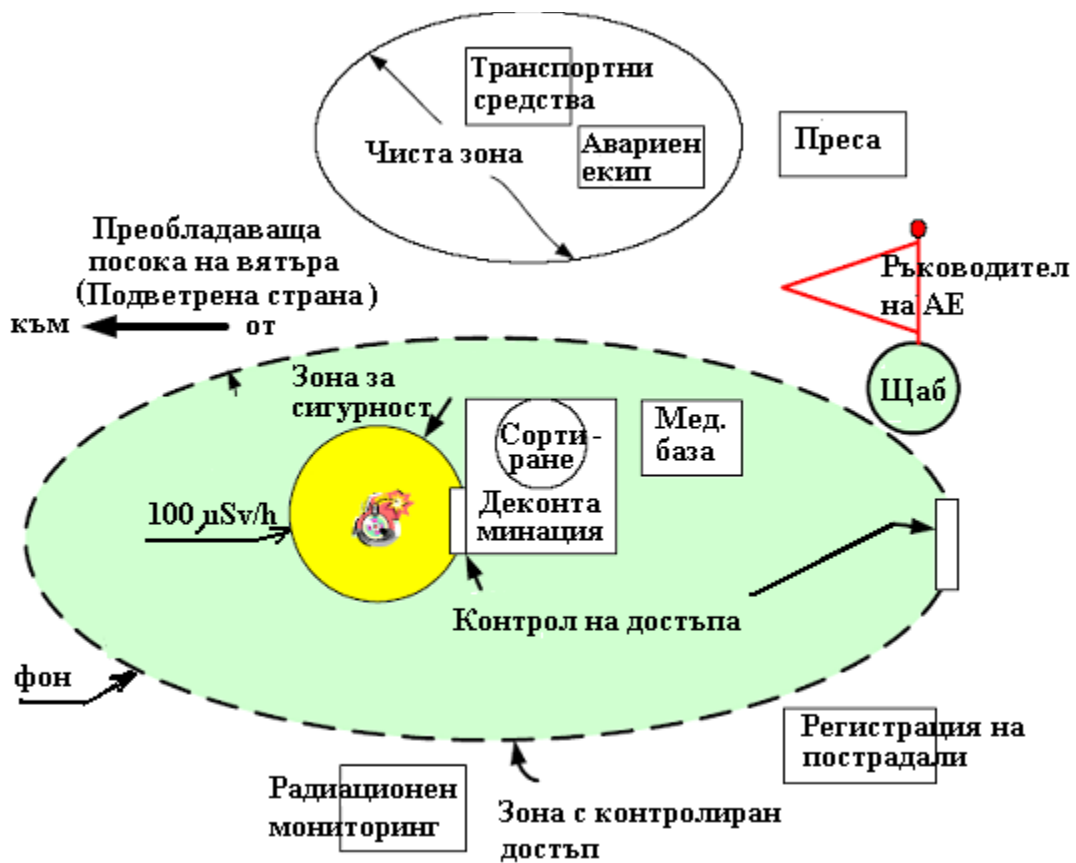 Транспортни
средства
Авариен
екип
Чиста зона
Преса
Преобладаваща
посока на вятъра
(Подветрена страна)
към
от
Ръководител
на АЕ
Щаб
Зона за
сигурност
Сорти-
ране
Деконта
минация
Мед.
база
100 µSv/h
Контрол на достъпа
фон
Регистрация на
пострадали
Радиационен
мониторинг
Зона с контролиран
достъп